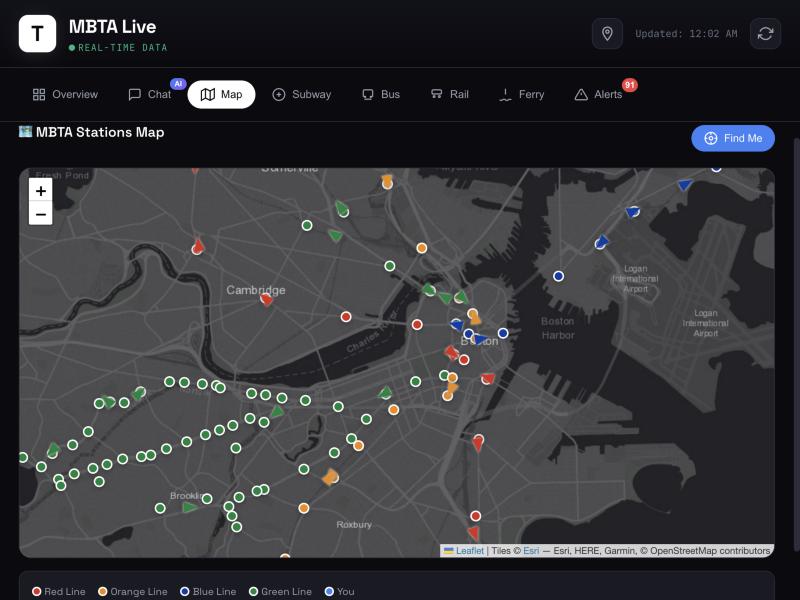 T
MBTA Live
REAL-TIME DATA
Updated: 12:02 AM
Overview
Chat
AI
Map
Subway
Bus
Rail
Ferry
Alerts
91
MBTA Stations Map
Find Me
+
−
Fresh Pond
Somerville
Cambridge
Charles River
Boston
Boston
Harbor
Logan
International
Airport
Logan
International
Airport
Roxbury
Leaflet | Tiles © Esri — Esri, HERE, Garmin, © OpenStreetMap contributors
Red Line
Orange Line
Blue Line
Green Line
You